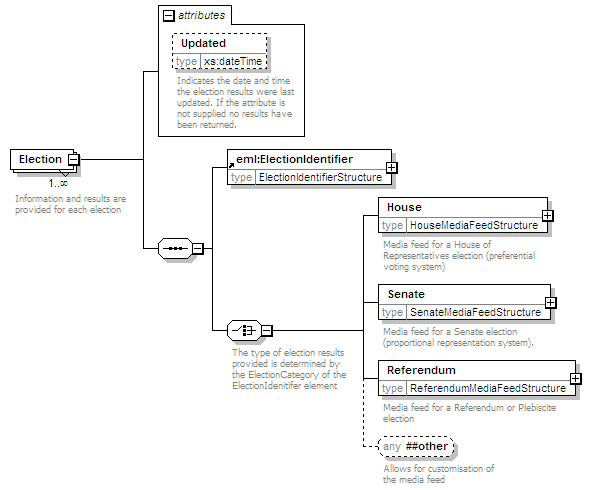 attributes
Updated
type xs:dateTime
Indicates the date and time
the election results were last
updated. If the attribute is
not supplied no results have
been returned.
Election
1..∞
Information and results are
provided for each election
eml:ElectionIdentifier
type ElectionIdentifierStructure
The type of election results
provided is determined by
the ElectionCategory of the
ElectionIdenitifer element
House
type HouseMediaFeedStructure
Media feed for a House of
Representatives election (preferential
voting system)
Senate
type SenateMediaFeedStructure
Media feed for a Senate election
(proportional representation system).
Referendum
type ReferendumMediaFeedStructure
Media feed for a Referendum or Plebiscite
election
any ##other
Allows for customisation of
the media feed